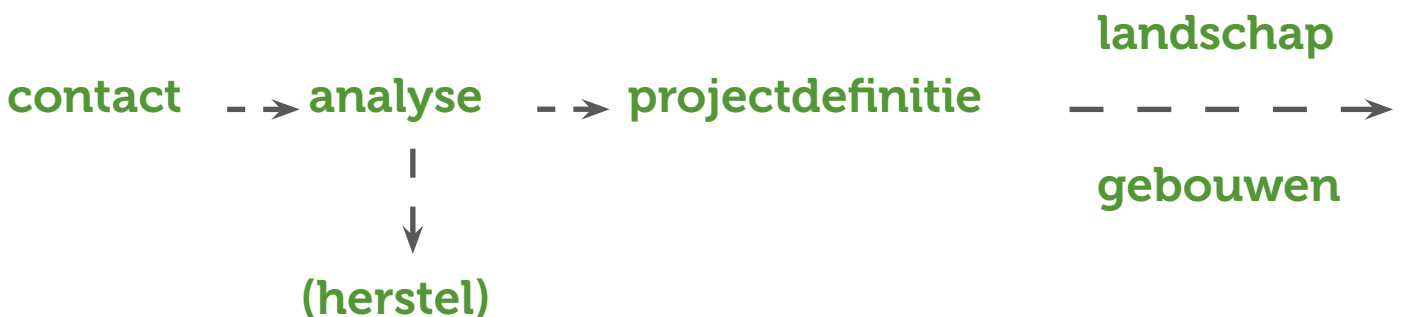 landschap
contact analyse projectdefinitie
gebouwen
(herstel)